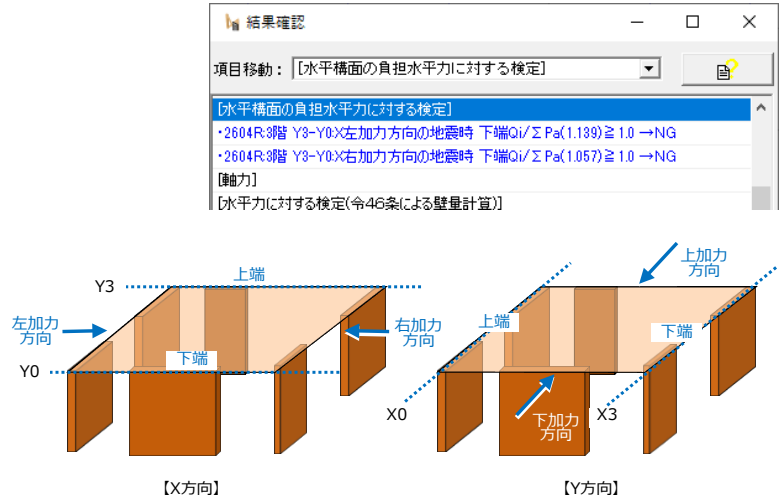 結果確認
項目移動： [水平構面の負担水平力に対する検定]
[水平構面の負担水平力に対する検定]
・2604R:3階 Y3-Y0:X左加力方向の地震時 下端Qi/ΣPa(1.139)≧1.0 →NG
・2604R:3階 Y3-Y0:X右加力方向の地震時 下端Qi/ΣPa(1.057)≧1.0 →NG
[軸力]
[水平力に対する検定(令46条による壁量計算)]
Y3
上端
左加力
方向
右加力
方向
下端
Y0
【X方向】
上加力
方向
上端
下端
X0
下加力
方向
X3
【Y方向】